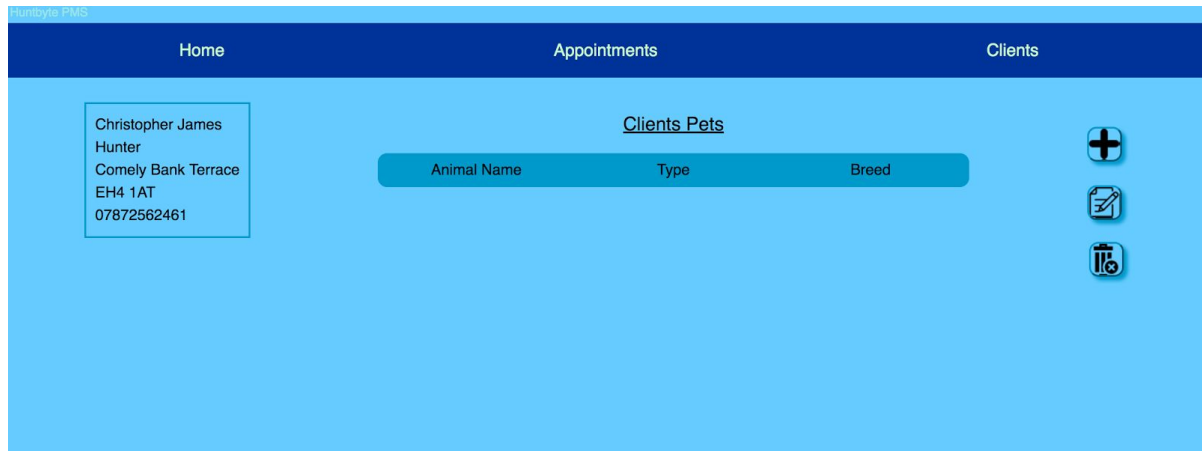 Huntbyte PMS
Home Appointments Clients
Christopher James
Hunter
Comely Bank Terrace
EH4 1AT
07872562461
Clients Pets
Animal Name Type Breed